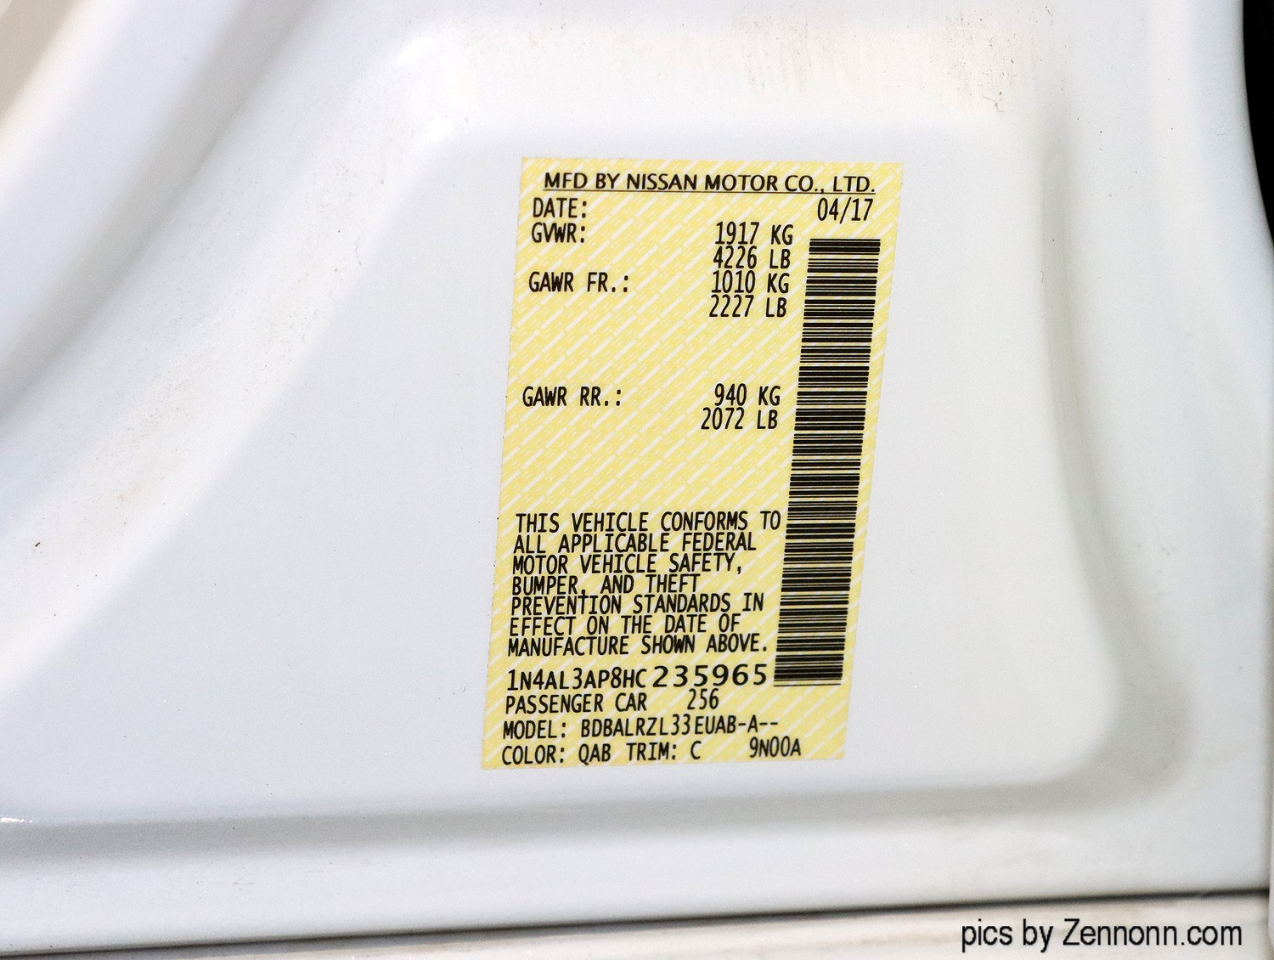 MFD BY NISSAN MOTOR CO., LTD.
DATE: 04/17
GVWR: 1917 KG
4226 LB
GAWR FR.: 1010 KG
2227 LB
GAWR RR.: 940 KG
2072 LB
THIS VEHICLE CONFORMS TO
ALL APPLICABLE FEDERAL
MOTOR VEHICLE SAFETY,
BUMPER, AND THEFT
PREVENTION STANDARDS IN
EFFECT ON THE DATE OF
MANUFACTURE SHOWN ABOVE.
1N4AL3AP8HC235965
PASSENGER CAR 256
MODEL: BDBALRZL33EUAB-A--
COLOR: QAB TRIM: C 9N00A
pics by Zennonn.com